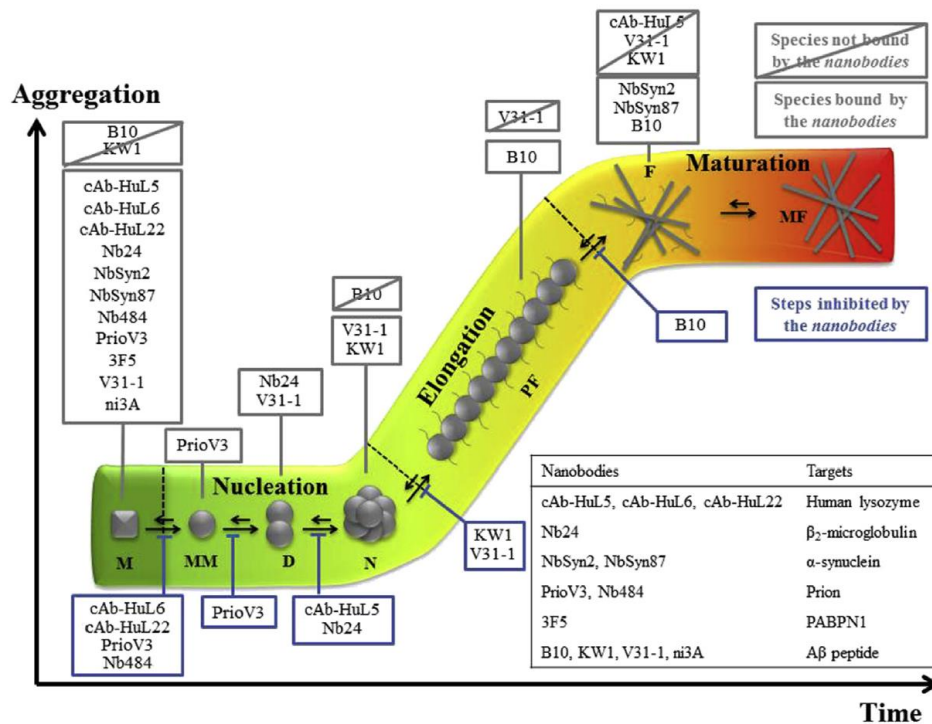 Aggregation
B10
KW1
cAb-HuL5
cAb-HuL6
cAb-HuL22
Nb24
NbSyn2
NbSyn87
Nb484
PrioV3
3F5
V31-1
ni3A
PrioV3
Nb24
V31-1
B10
V31-1
KW1
V31-1
B10
cAb-HuL5
V31-1
KW1
NbSyn2
NbSyn87
B10
Species not bound
by the nanobodies
Species bound by
the nanobodies
Steps inhibited by
the nanobodies
Nucleation
Elongation
Maturation
M
MM
D
N
PF
F
MF
cAb-HuL6
cAb-HuL22
PrioV3
Nb484
PrioV3
cAb-HuL5
Nb24
KW1
V31-1
B10
Nanobodies Targets
cAb-HuL5, cAb-HuL6, cAb-HuL22 Human lysozyme
Nb24 β₂-microglobulin
NbSyn2, NbSyn87 α-synuclein
PrioV3, Nb484 Prion
3F5 PABPN1
B10, KW1, V31-1, ni3A Aβ peptide
Time